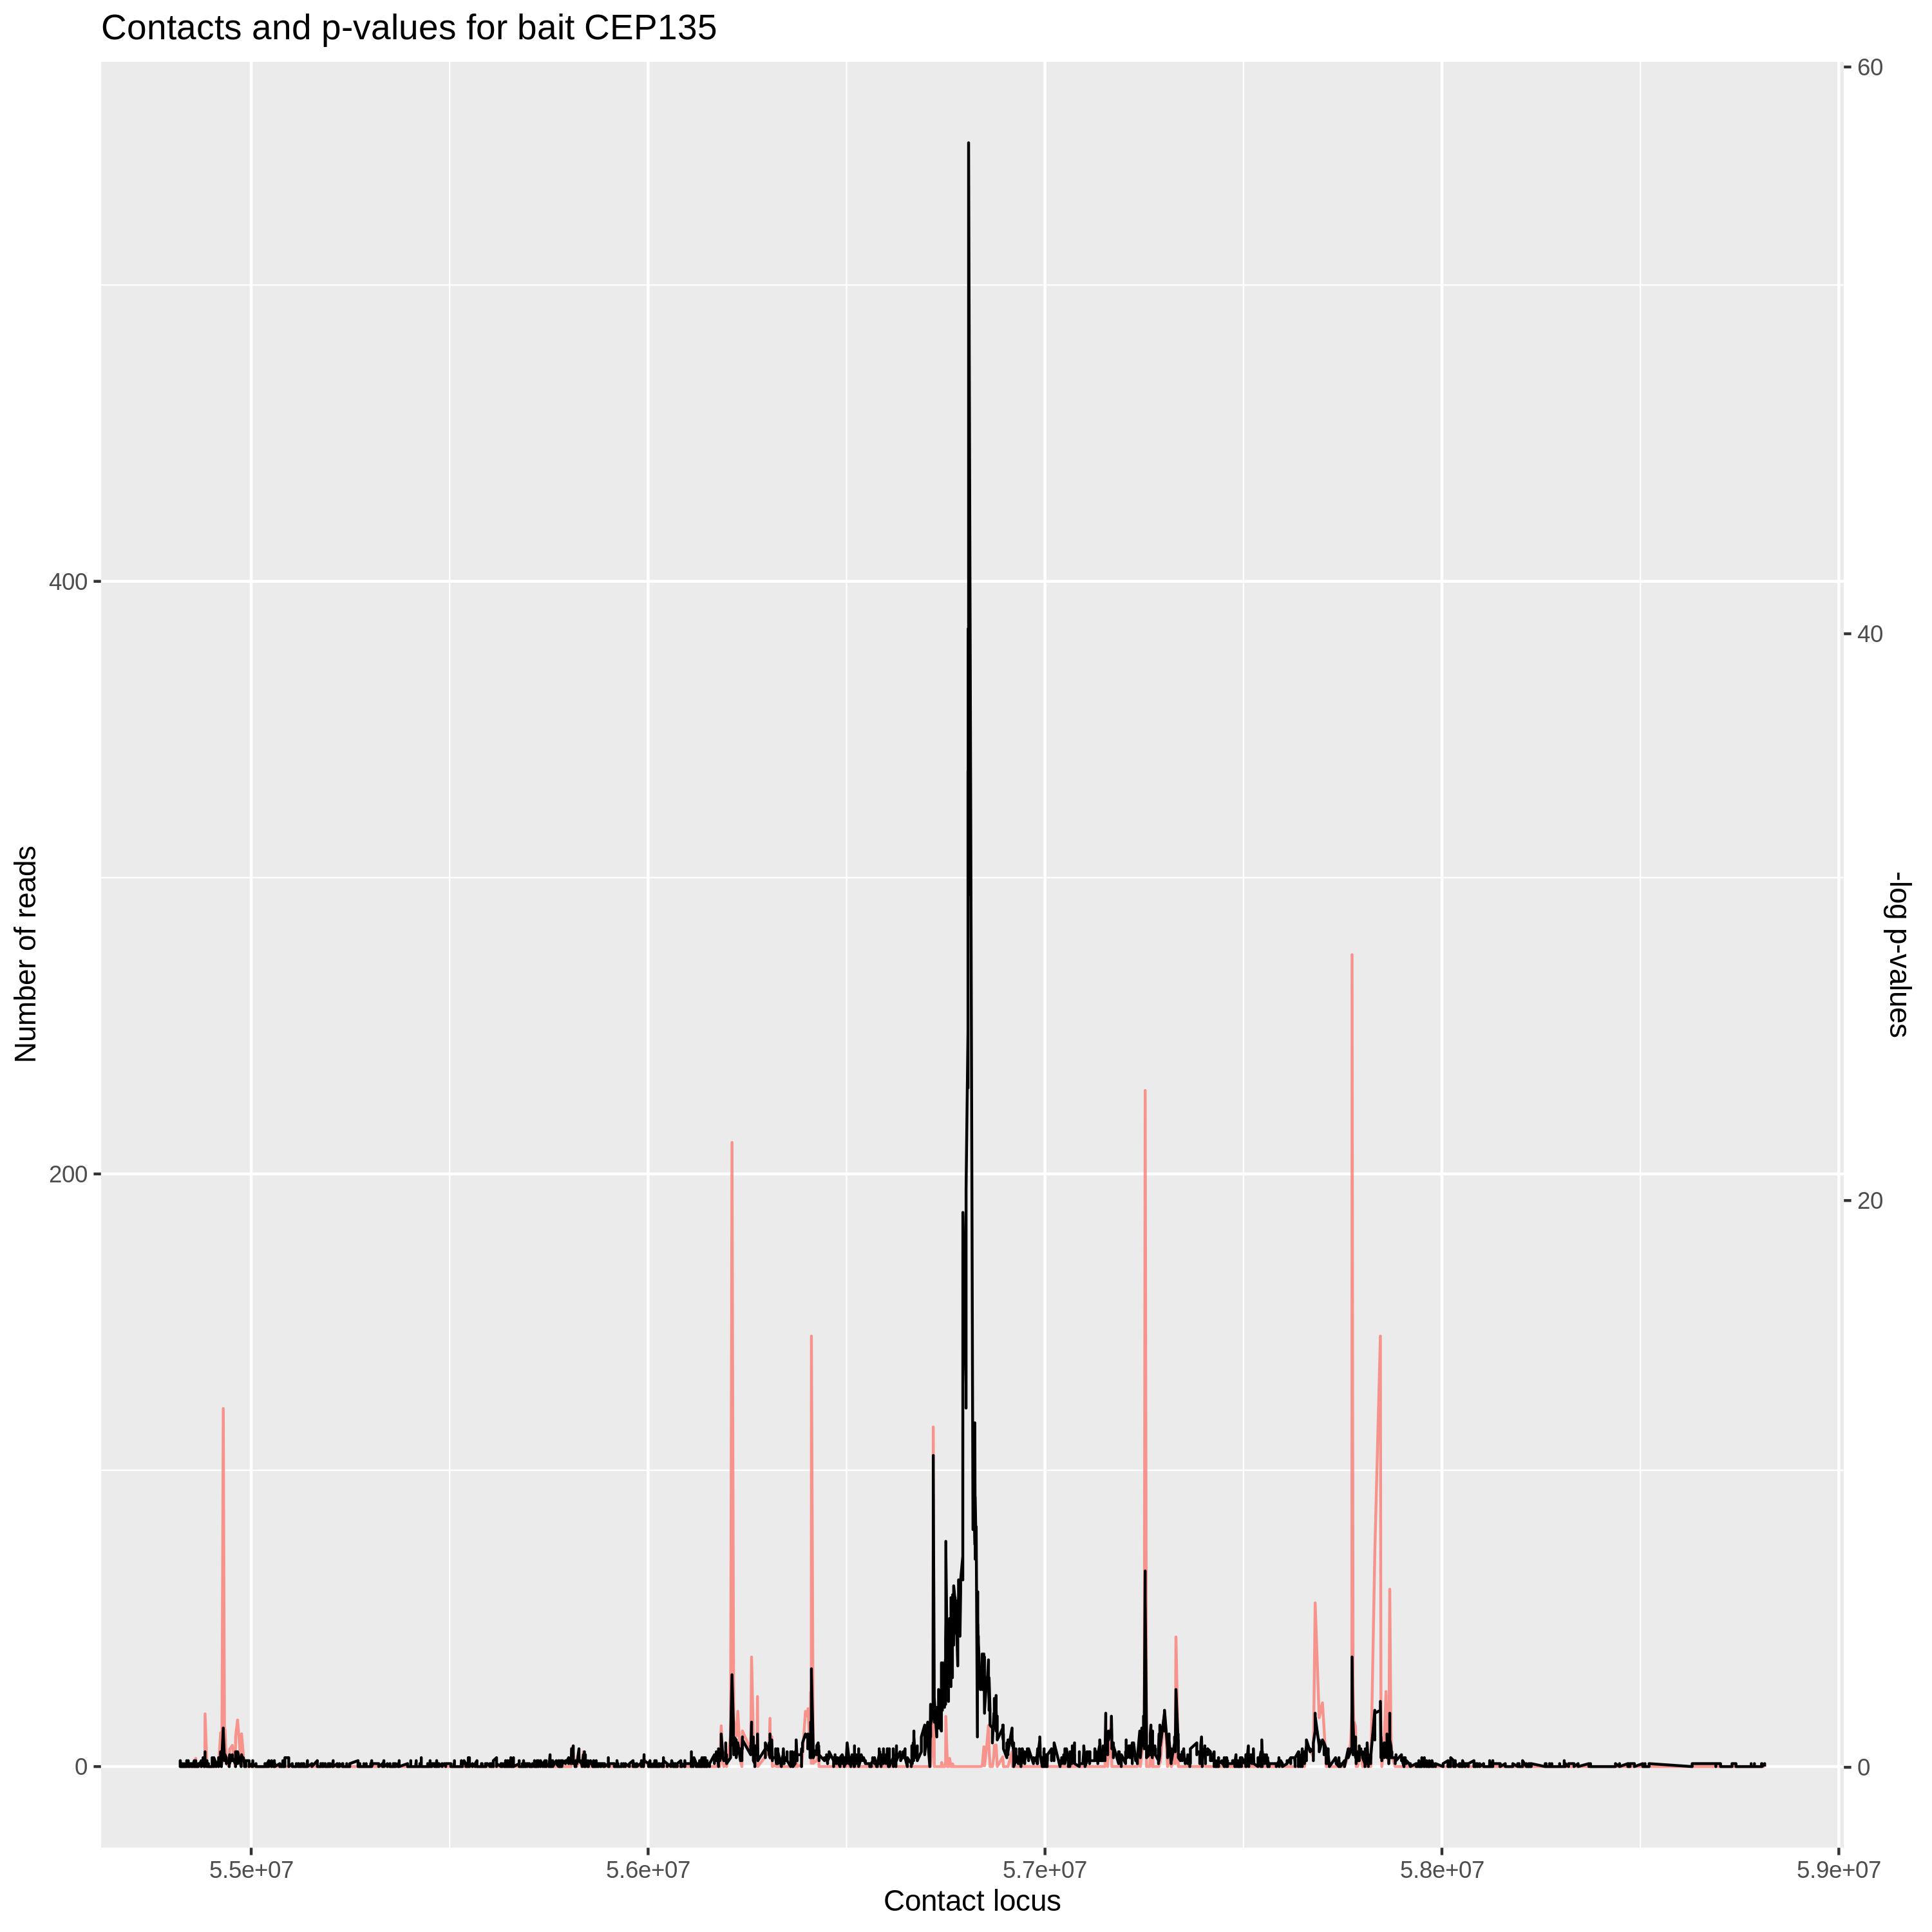 Contacts and p-values for bait CEP135
60
400
40
Number of reads
-log p-values
200
20
0
0
5.5e+07
5.6e+07
5.7e+07
5.8e+07
5.9e+07
Contact locus